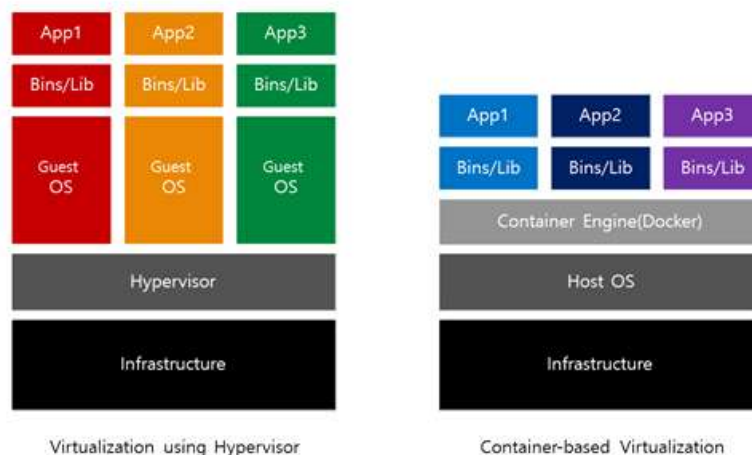 App1 App2 App3
Bins/Lib Bins/Lib Bins/Lib
Guest OS Guest OS Guest OS
Hypervisor
Infrastructure
Virtualization using Hypervisor
App1 App2 App3
Bins/Lib Bins/Lib Bins/Lib
Container Engine(Docker)
Host OS
Infrastructure
Container-based Virtualization